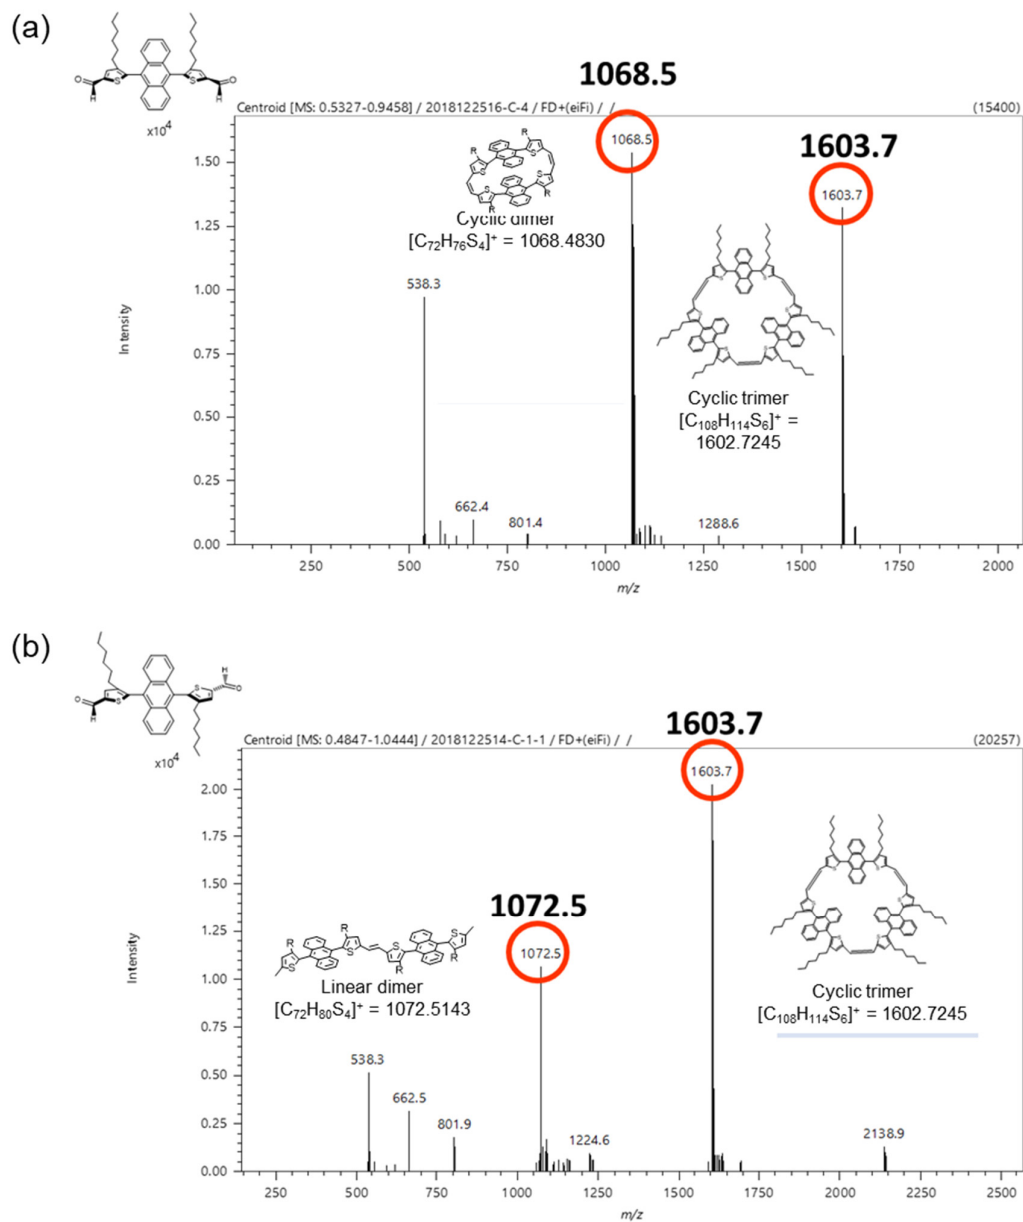 (a)
O
H
S
S
O
H
x10⁴
1068.5
1603.7
Centroid [MS: 0.5327-0.9458] / 2018122516-C-4 / FD+(eiFi) / /
(15400)
1068.5
1603.7
R
S
S
R
S
S
R
R
Cyclic dimer
[C₇₂H₇₆S₄]⁺ = 1068.4830
538.3
Cyclic trimer
[C₁₀₈H₁₁₄S₆]⁺ =
1602.7245
662.4
801.4
1288.6
Intensity
1.50
1.25
1.00
0.75
0.50
0.25
0.00
250
500
750
1000
1250
1500
1750
2000
m/z
(b)
O
H
S
S
H
O
x10⁴
1603.7
Centroid [MS: 0.4847-1.0444] / 2018122514-C-1-1 / FD+(eiFi) / /
(20257)
1603.7
1072.5
1072.5
R
S
R
S
S
R
S
R
Linear dimer
[C₇₂H₈₀S₄]⁺ = 1072.5143
Cyclic trimer
[C₁₀₈H₁₁₄S₆]⁺ = 1602.7245
538.3
662.5
801.9
1224.6
2138.9
Intensity
2.00
1.75
1.50
1.25
1.00
0.75
0.50
0.25
0.00
250
500
750
1000
1250
1500
1750
2000
2250
2500
m/z